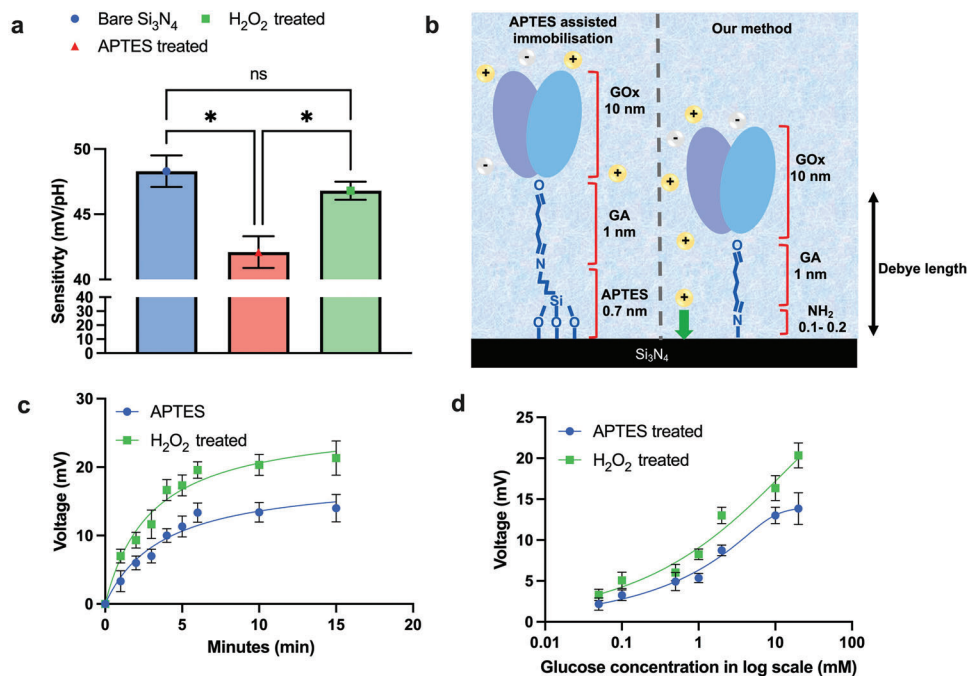 a
Bare Si₃N₄
H₂O₂ treated
APTES treated
ns
*
*
50
45
40
40
30
20
10
0
Sensitivty (mV/pH)
b
APTES assisted
immobilisation
Our method
GOx
10 nm
GOx
10 nm
O
GA
1 nm
O
GA
1 nm
N
Si
APTES
0.7 nm
O
O
O
N
NH₂
0.1- 0.2
Debye length
+
-
+
-
+
+
-
-
+
+
+
Si₃N₄
c
APTES
H₂O₂ treated
30
20
10
0
Voltage (mV)
0
5
10
15
20
Minutes (min)
d
APTES treated
H₂O₂ treated
25
20
15
10
5
0
Voltage (mV)
0.01
0.1
1
10
100
Glucose concentration in log scale (mM)